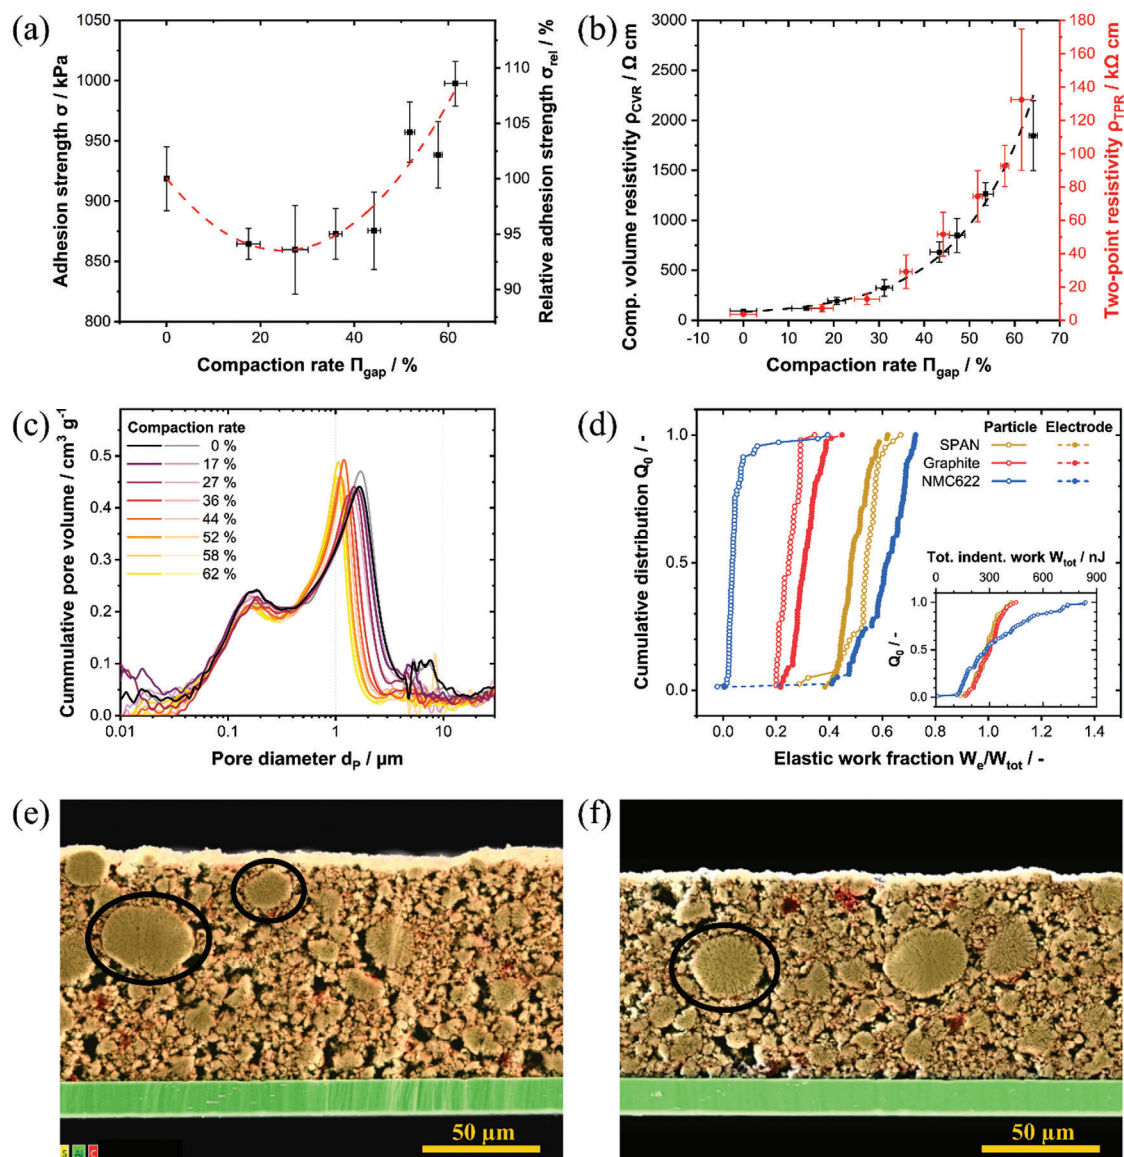 (a)
1050
1000
950
900
850
800
Adhesion strength σ / kPa
110
105
100
95
90
Relative adhesion strength σrel / %
0 20 40 60
Compaction rate Πgap / %
(b)
3000
2500
2000
1500
1000
500
0
Comp. volume resistivity ρCVR / Ω cm
180
160
140
120
100
80
60
40
20
0
Two-point resistivity ρTPR / kΩ cm
-10 0 10 20 30 40 50 60 70
Compaction rate Πgap / %
(c)
Compaction rate
0 %
17 %
27 %
36 %
44 %
52 %
58 %
62 %
0.5
0.4
0.3
0.2
0.1
0.0
Cummulative pore volume / cm³ g⁻¹
0.01 0.1 1 10
Pore diameter dP / µm
(d)
Particle Electrode
SPAN
Graphite
NMC622
1.0
0.5
0.0
Cumulative distribution Q0 / -
Tot. indent. work Wtot / nJ
0 300 600 900
1.0
0.5
0.0
Q0 / -
0.0 0.2 0.4 0.6 0.8 1.0 1.2 1.4
Elastic work fraction We/Wtot / -
(e)
S Al C
50 µm
(f)
50 µm